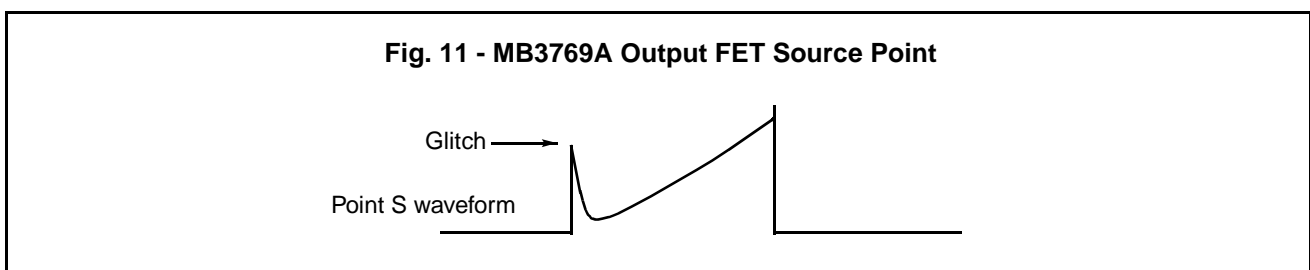 Fig. 11 - MB3769A Output FET Source Point
Glitch
Point S waveform